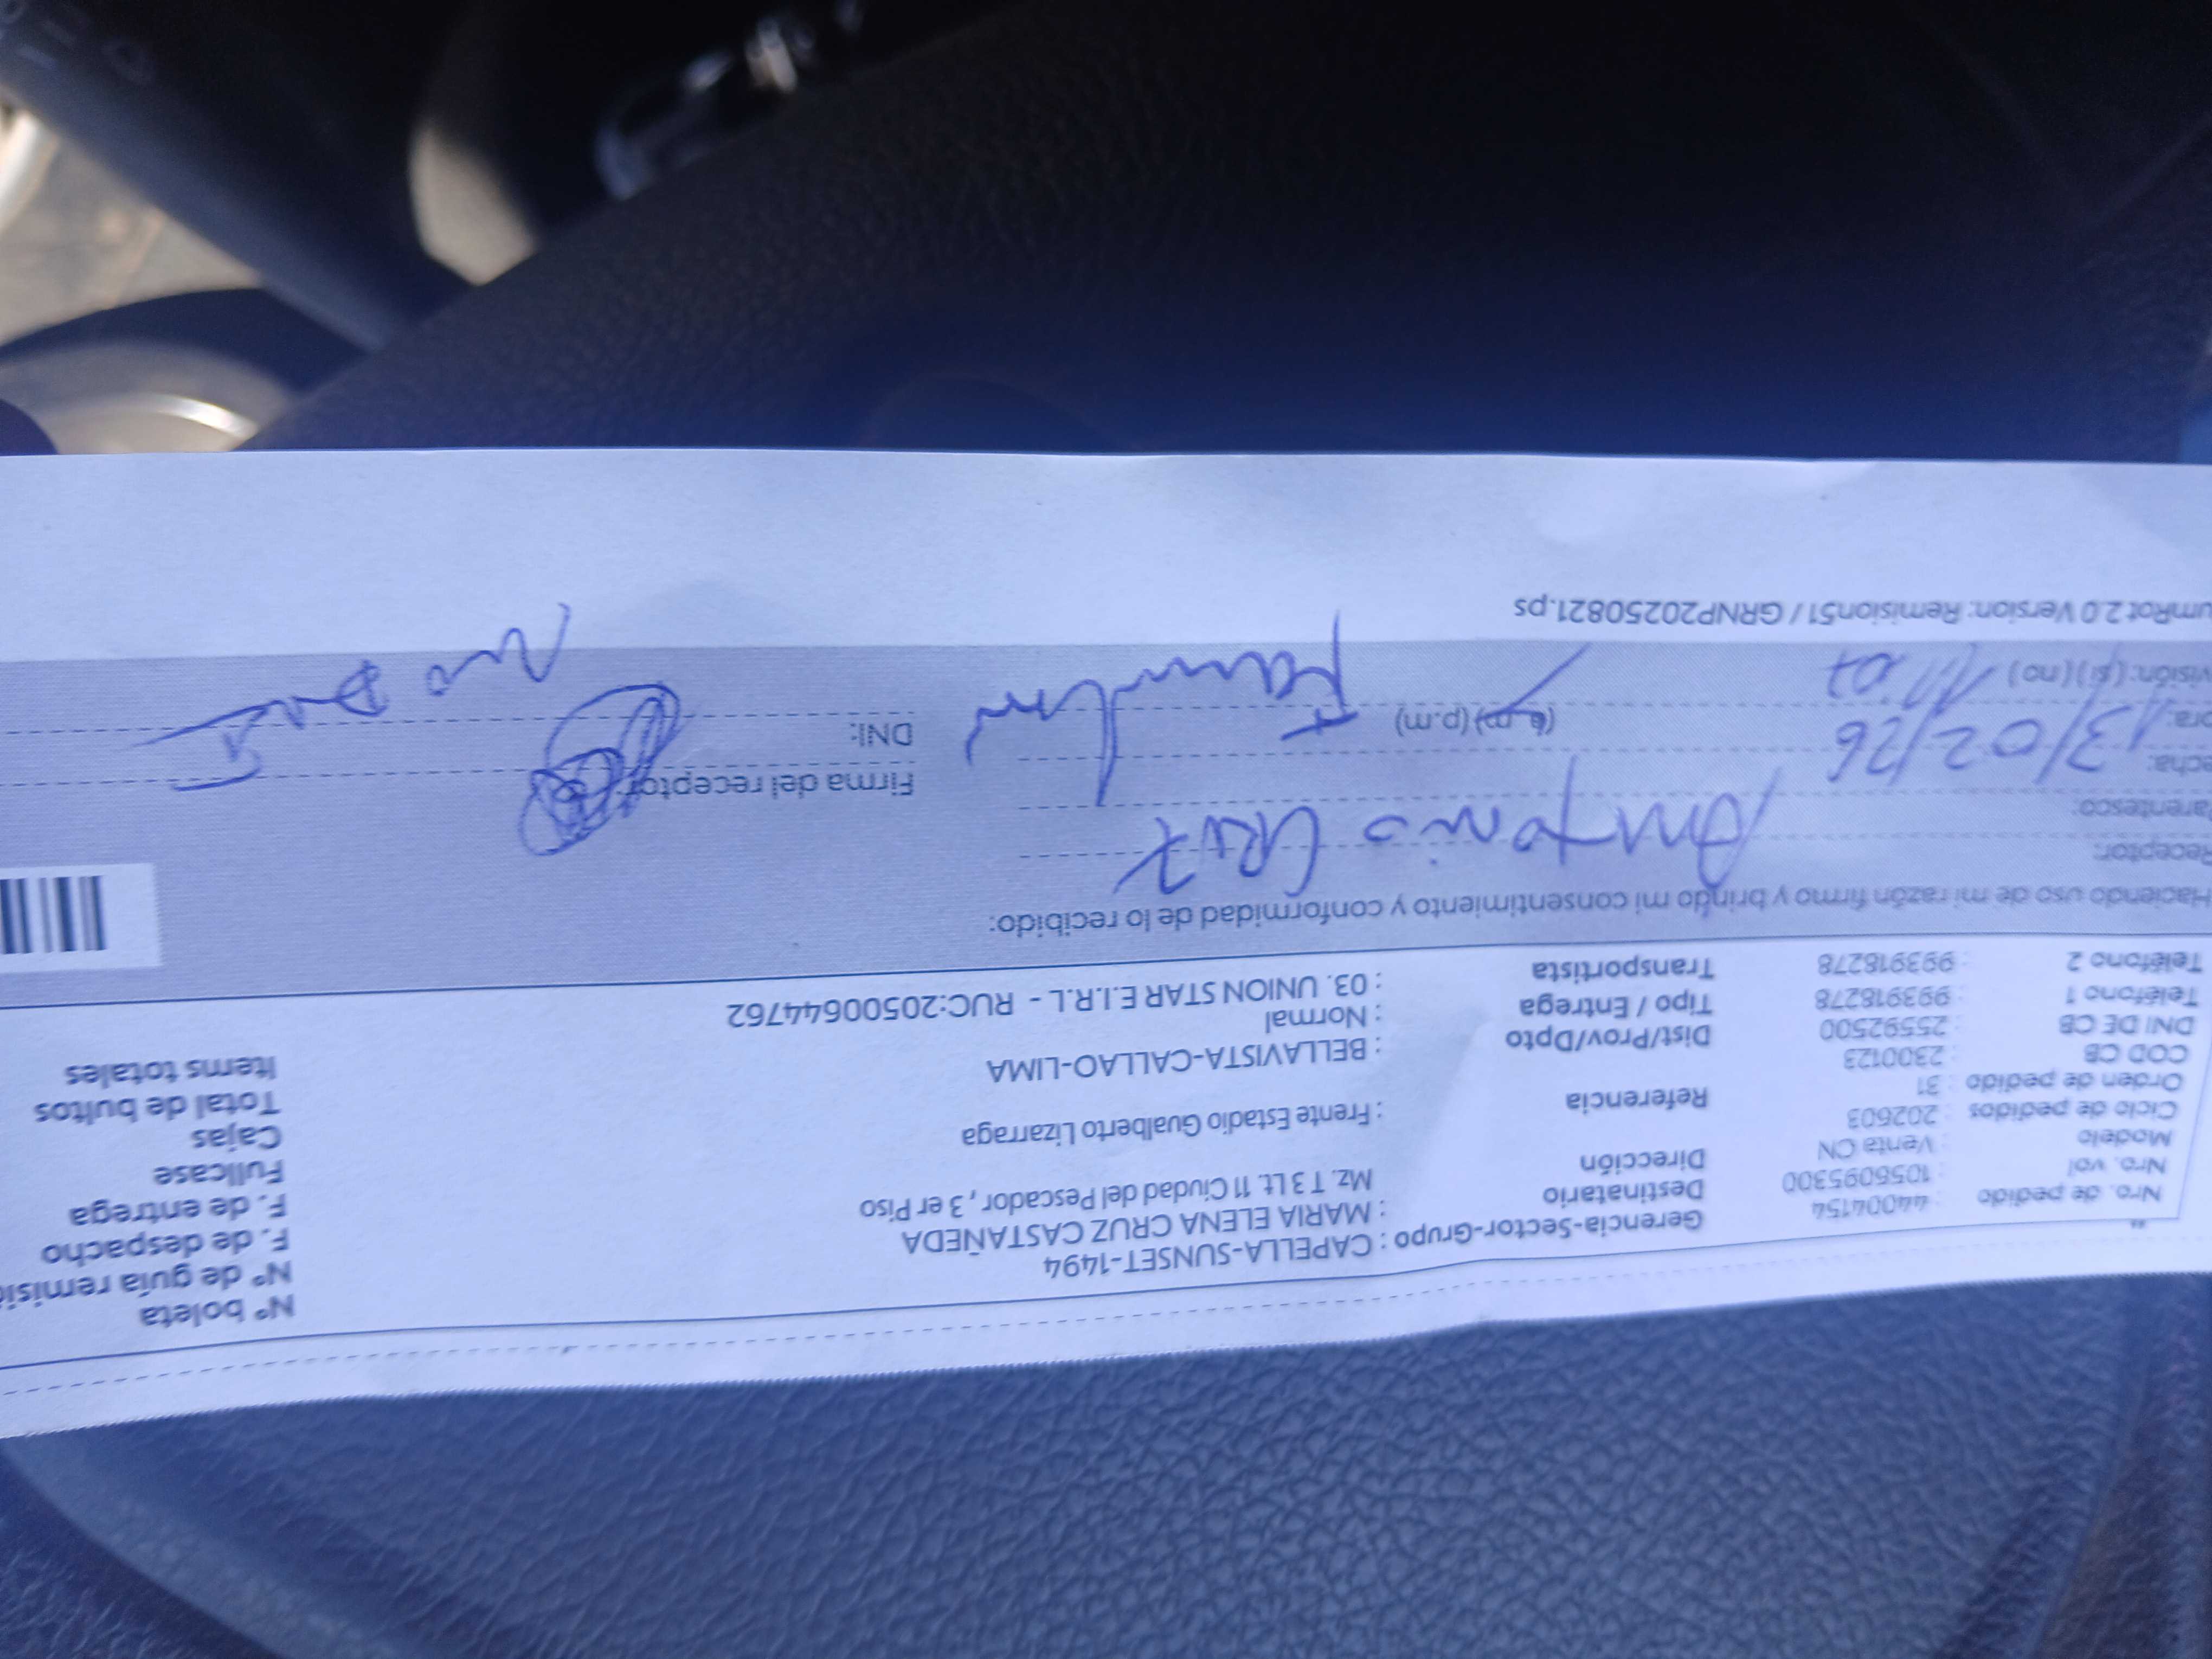 Nº boleta
Nº de guía remisi
F. de despacho
F. de entrega
Fullcase
Cajas
Total de bultos
Items totales
Gerencia-Sector-Grupo : CAPELLA-SUNSET-1494
Destinatario : MARIA ELENA CRUZ CASTAÑEDA
Dirección Mz. T 3 Lt. 11 Ciudad del Pescador, 3 er Piso
Referencia : Frente Estadio Gualberto Lizarraga
Dist/Prov/Dpto : BELLAVISTA-CALLAO-LIMA
Tipo / Entrega : Normal
Transportista : 03. UNION STAR E.I.R.L - RUC:20500644762
Nro. de pedido : 44004154
Nro. vol : 1056095300
Modelo : Venta CN
Ciclo de pedidos : 202603
Orden de pedido : 31
COD CB : 2300123
DNI DE CB : 25592500
Teléfono 1 : 993918278
Teléfono 2 : 993918278
Haciendo uso de mi razón firmo y brindo mi consentimiento y conformidad de lo recibido:
Receptor: Antonio CRUZ
Parentesco: Familiar
echa: 13/02/26
ora: 11:07 (a.m) (p.m)
visión: (si) (no)
Firma del receptor:
DNI: No Da
umRot 2.0 Version: Remision51 / GRNP20250821.ps